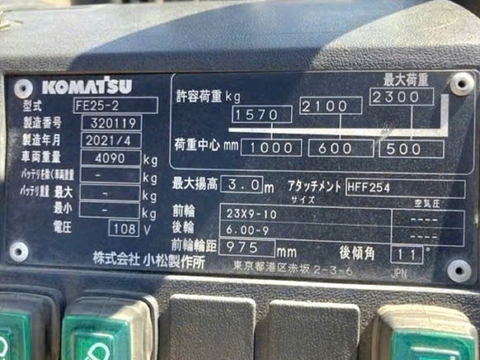 KOMATSU
型式 FE25-2
製造番号 320119
製造年月 2021/4
車両重量 4090 kg
バッテリを除く車両重量 - kg
バッテリ重量 最大 - kg
最小 - kg
電圧 108 V
株式会社 小松製作所
最大荷重
許容荷重 kg 1570 2100 2300
荷重中心 mm 1000 600 500
最大揚高 3.0 m アタッチメント HFF254
サイズ 空気圧
前輪 23X9-10
後輪 6.00-9
前輪輪距 975 mm 後傾角 11°
東京都港区赤坂 2-3-6 JPN